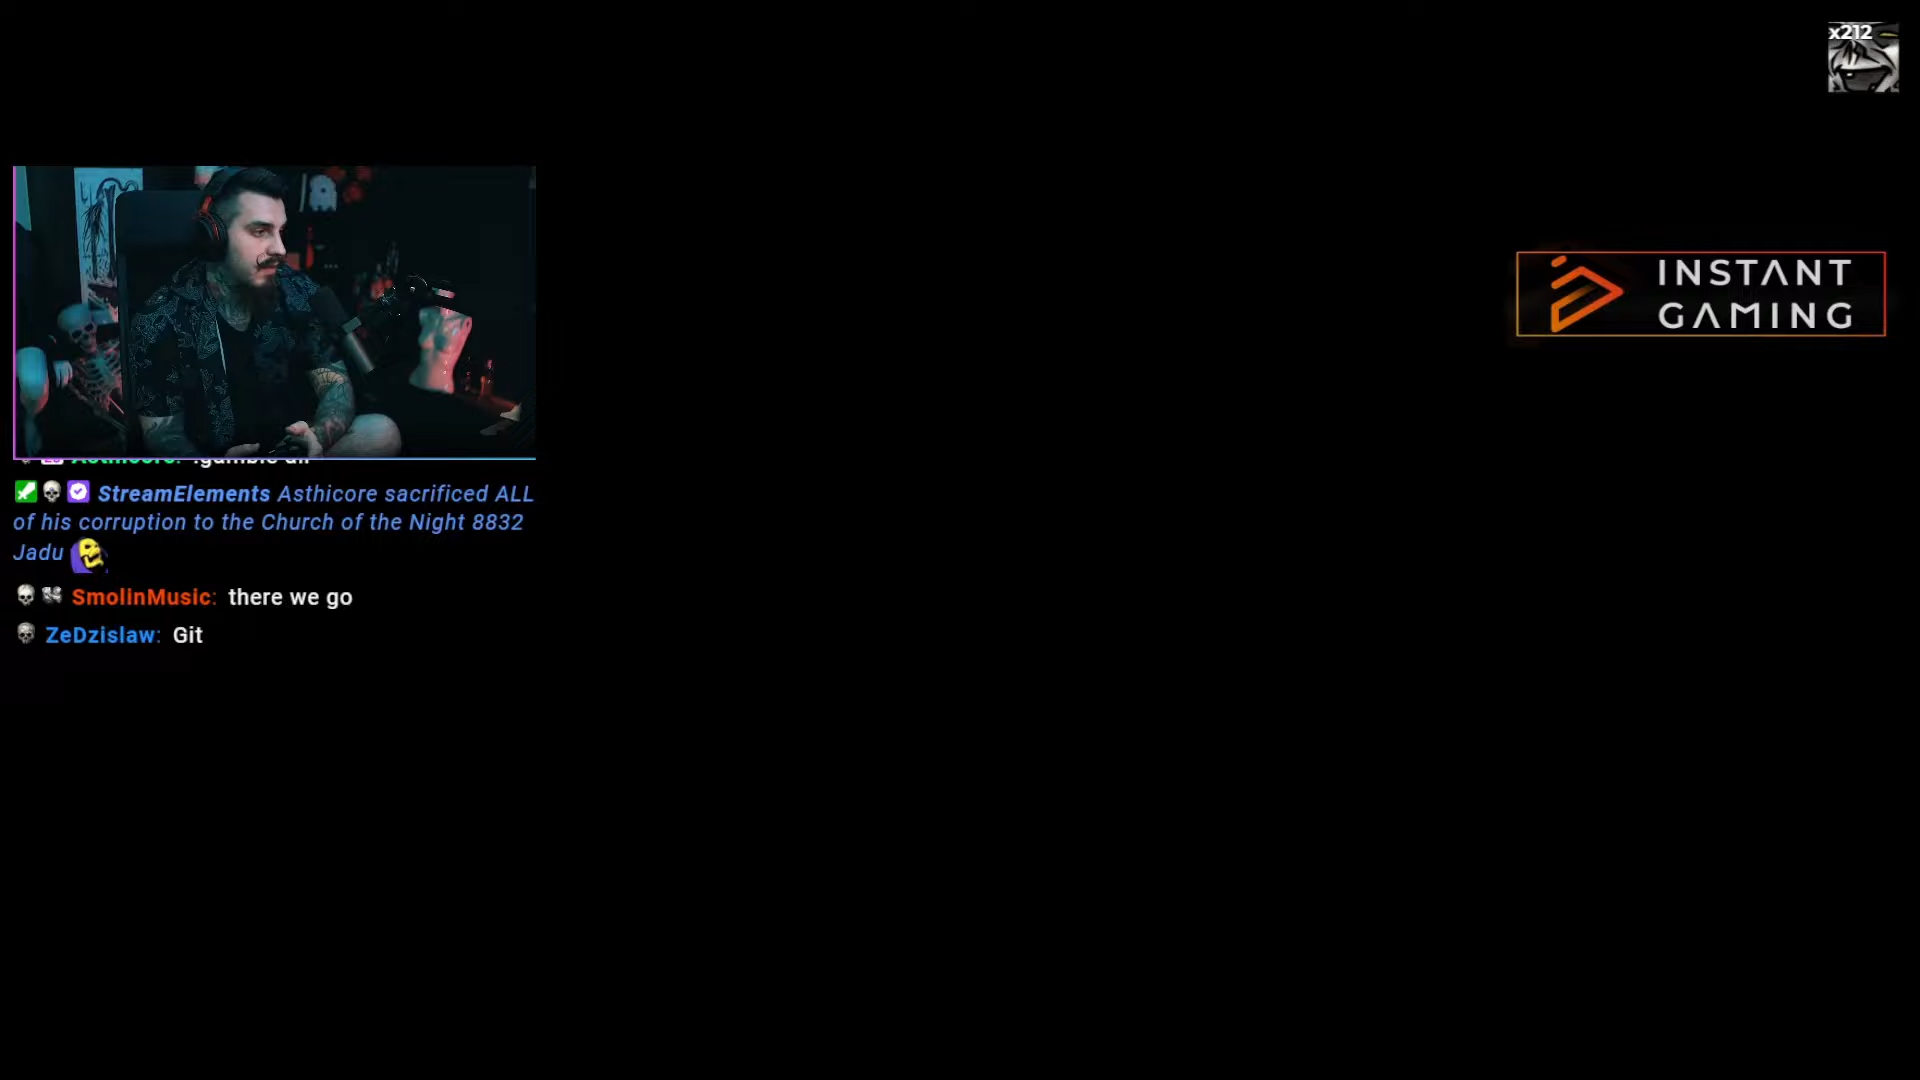 x212
INSTANT
GAMING
StreamElements Asthicore sacrificed ALL
of his corruption to the Church of the Night 8832
Jadu
SmolinMusic: there we go
ZeDzislaw: Git